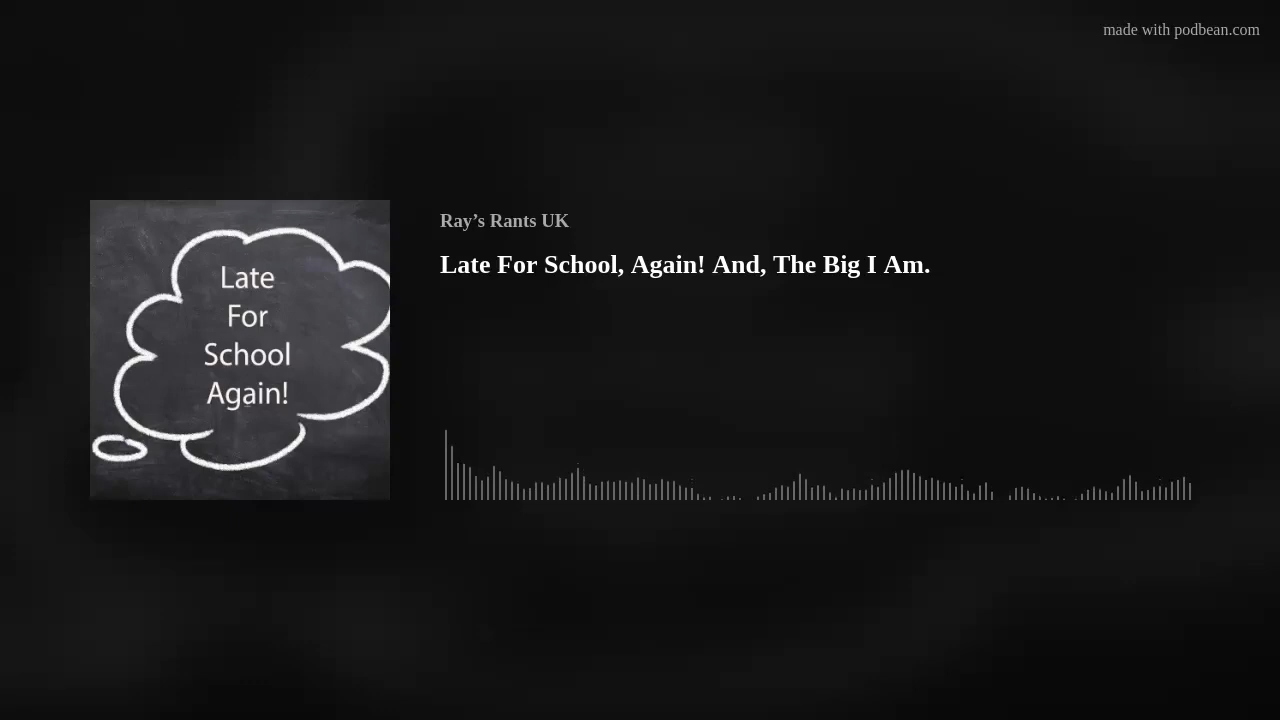 made with podbean.com
Ray’s Rants UK
Late For School, Again! And, The Big I Am.
Late
For
School
Again!